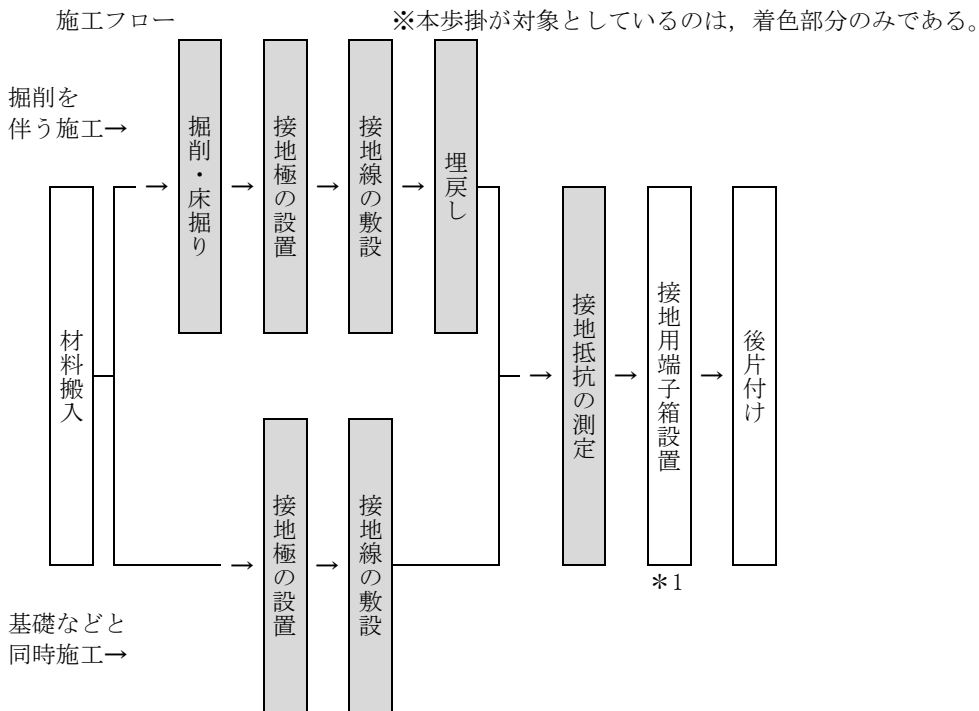 施工フロー
※本歩掛が対象としているのは，着色部分のみである。
掘削を
伴う施工→
材料搬入
→
掘削・床掘り
→
接地極の設置
→
接地線の敷設
→
埋戻し
基礎などと
同時施工→
→
接地極の設置
→
接地線の敷設
→
接地抵抗の測定
→
接地用端子箱設置
＊1
→
後片付け